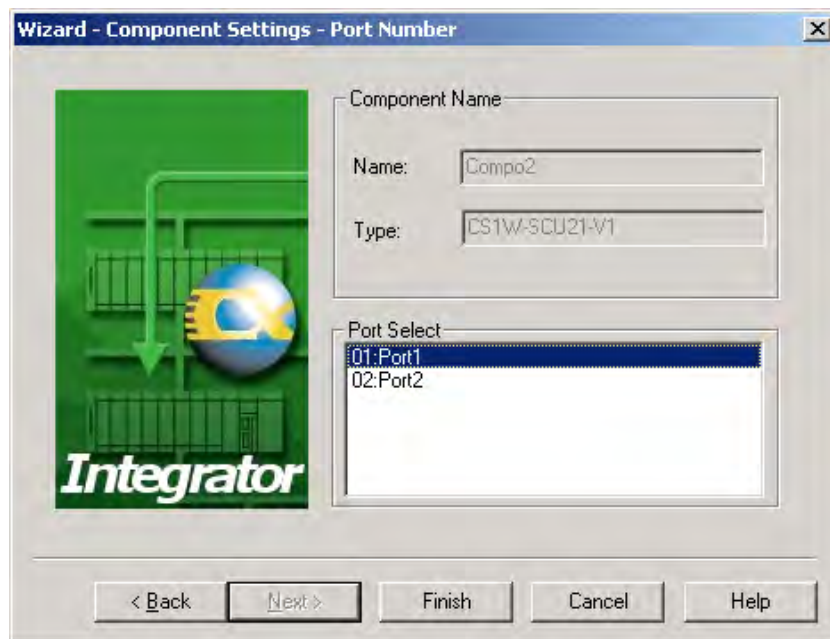 Wizard - Component Settings - Port Number
Component Name
Name: Compo2
Type: CS1W-SCU21-V1
Port Select
01:Port1
02:Port2
CX
Integrator
< Back Next > Finish Cancel Help